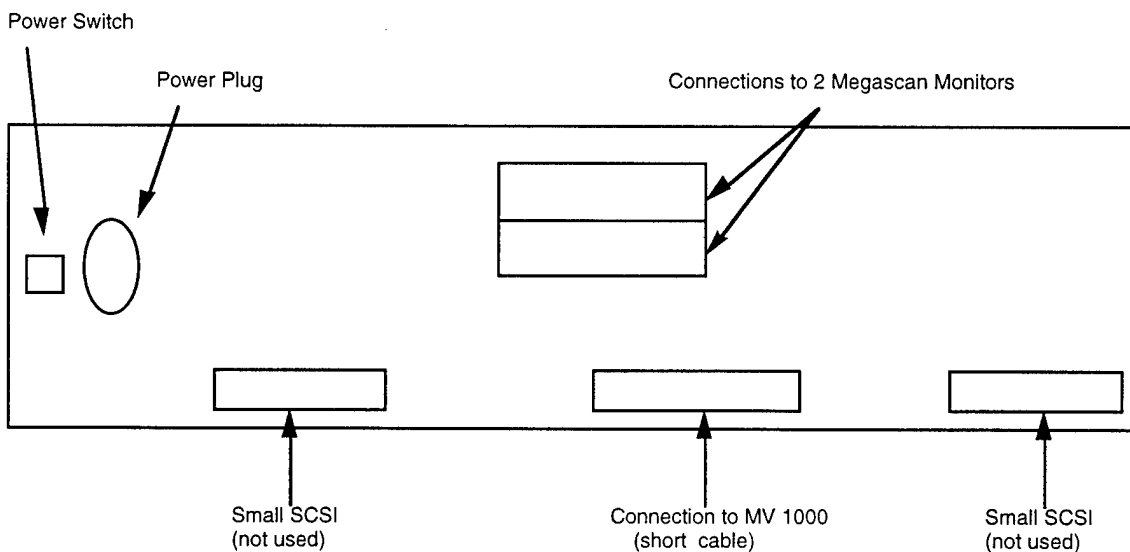 Power Switch
Power Plug
Connections to 2 Megascan Monitors
Small SCSI
(not used)
Connection to MV 1000
(short cable)
Small SCSI
(not used)